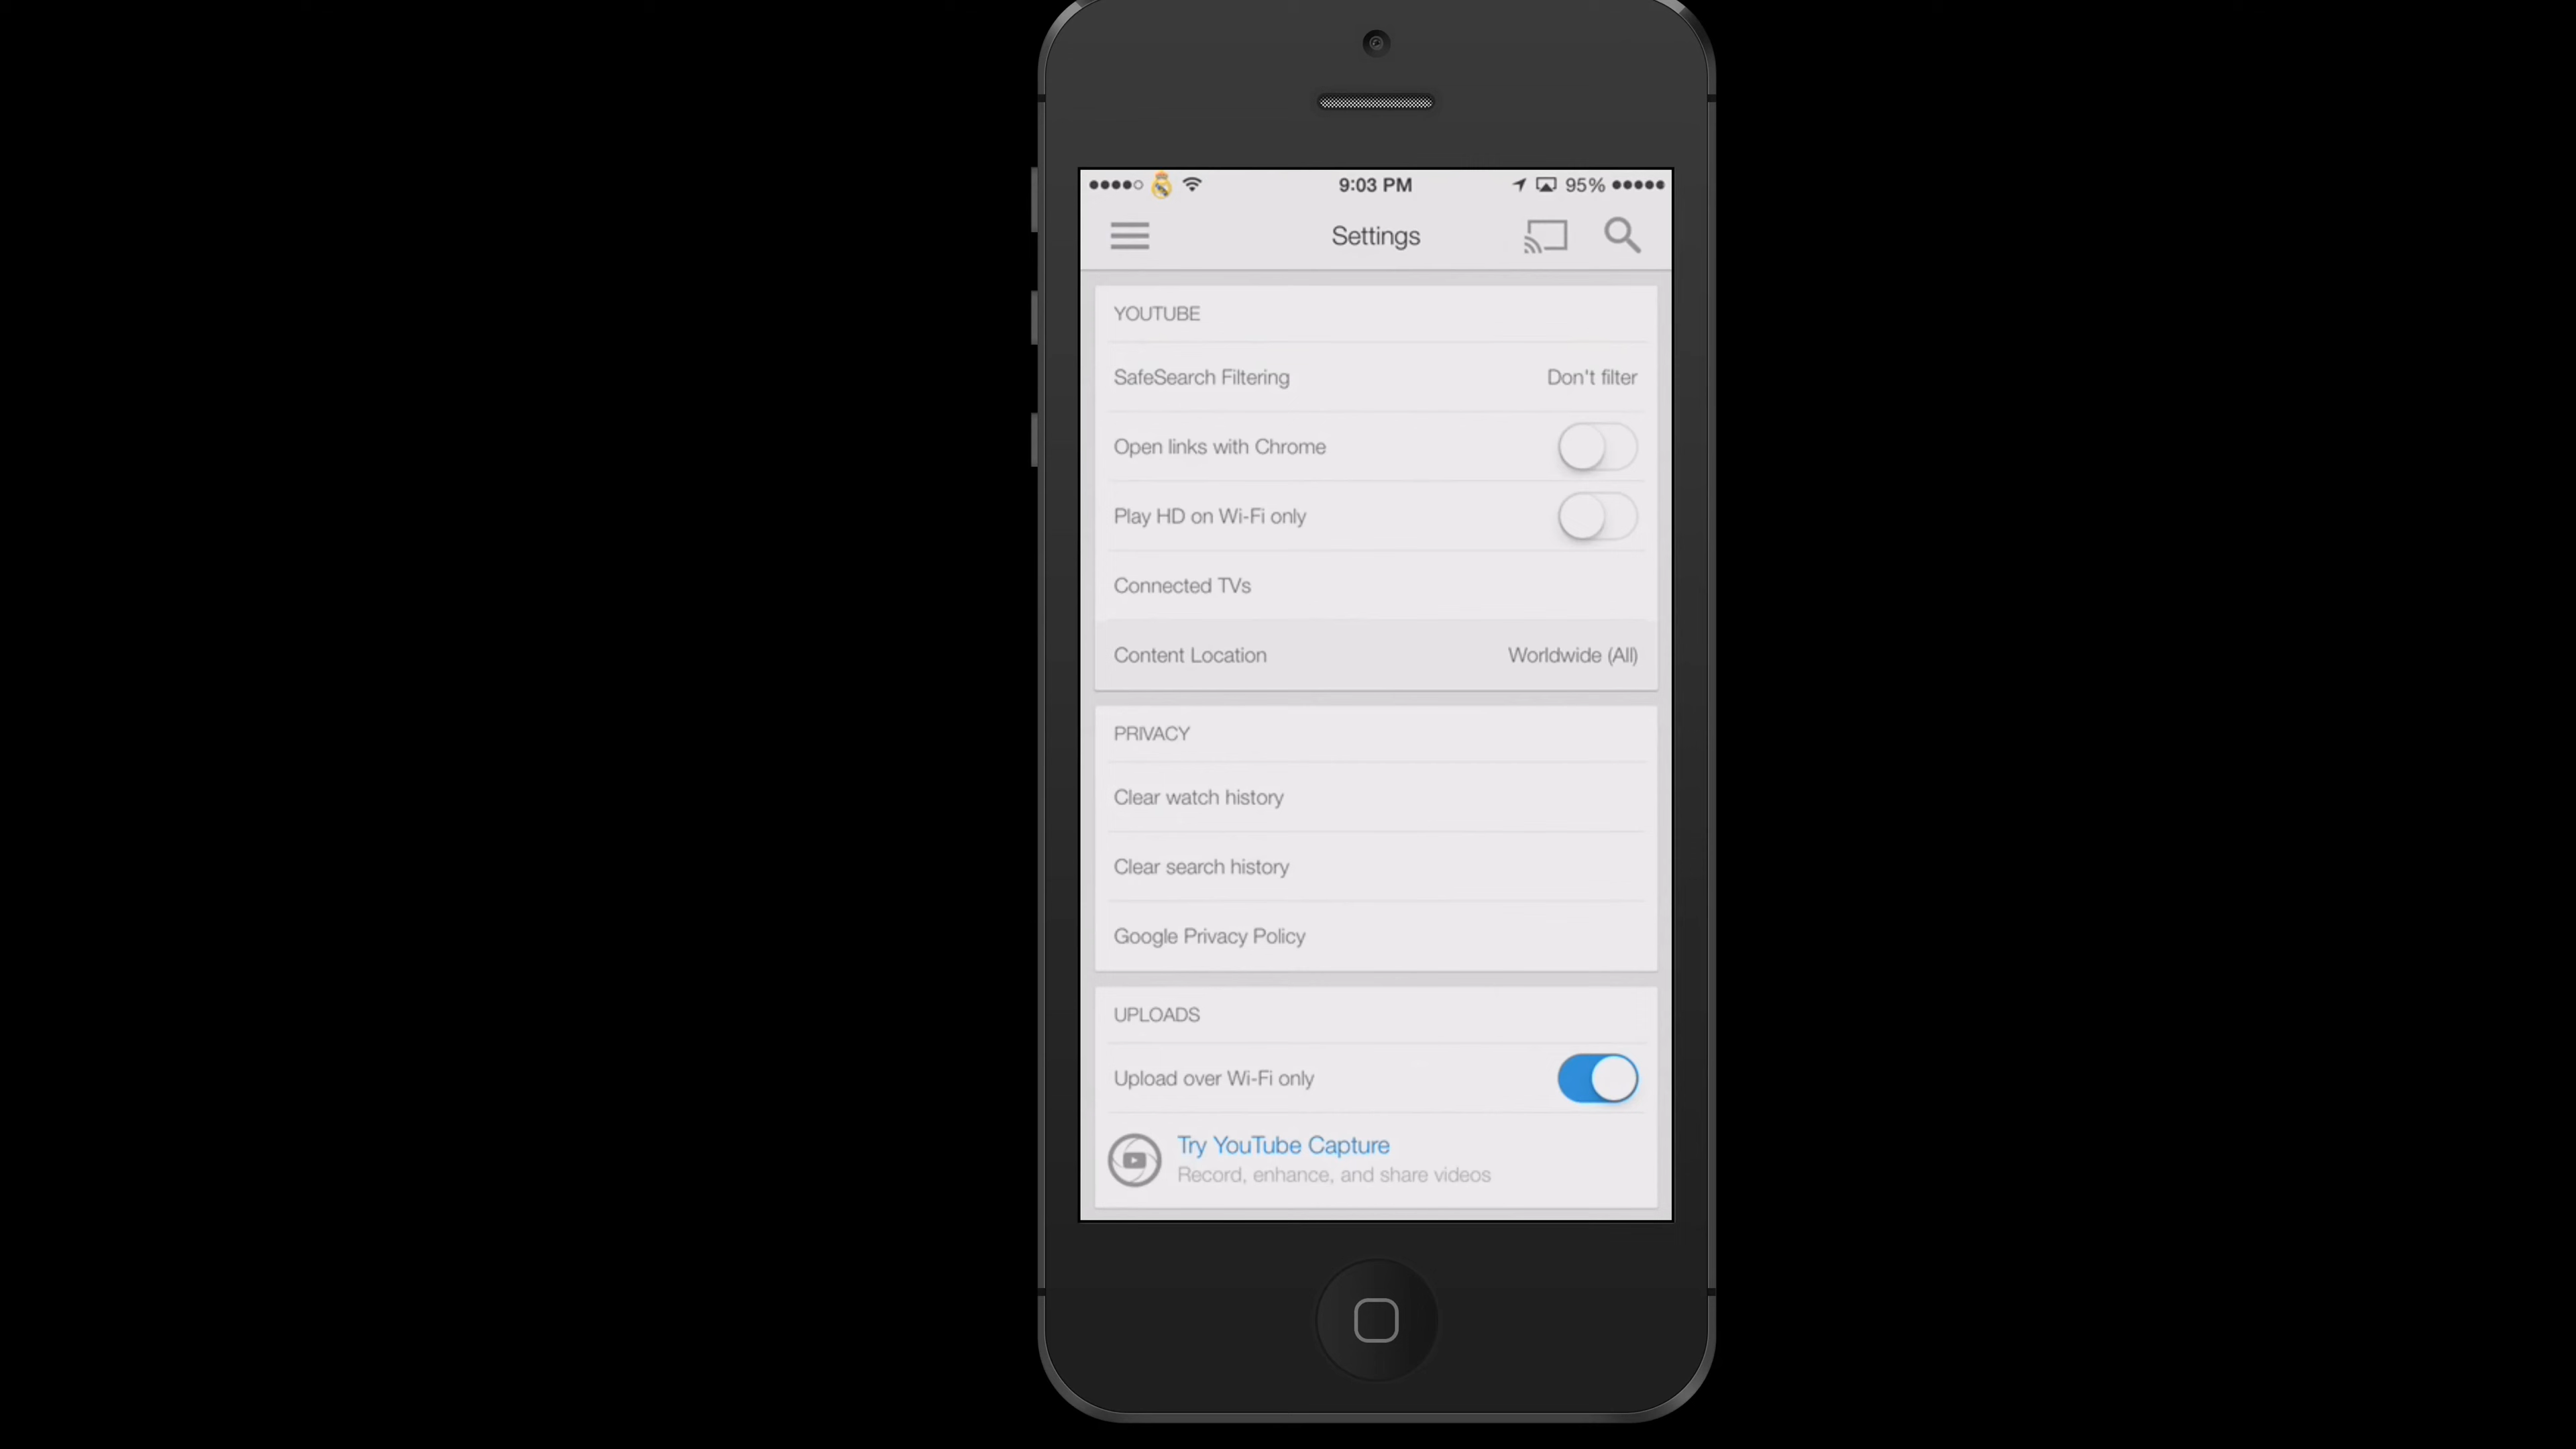 9:03 PM 95%
Settings
YOUTUBE
SafeSearch Filtering Don't filter
Open links with Chrome
Play HD on Wi-Fi only
Connected TVs
Content Location Worldwide (All)
PRIVACY
Clear watch history
Clear search history
Google Privacy Policy
UPLOADS
Upload over Wi-Fi only
Try YouTube Capture
Record, enhance, and share videos